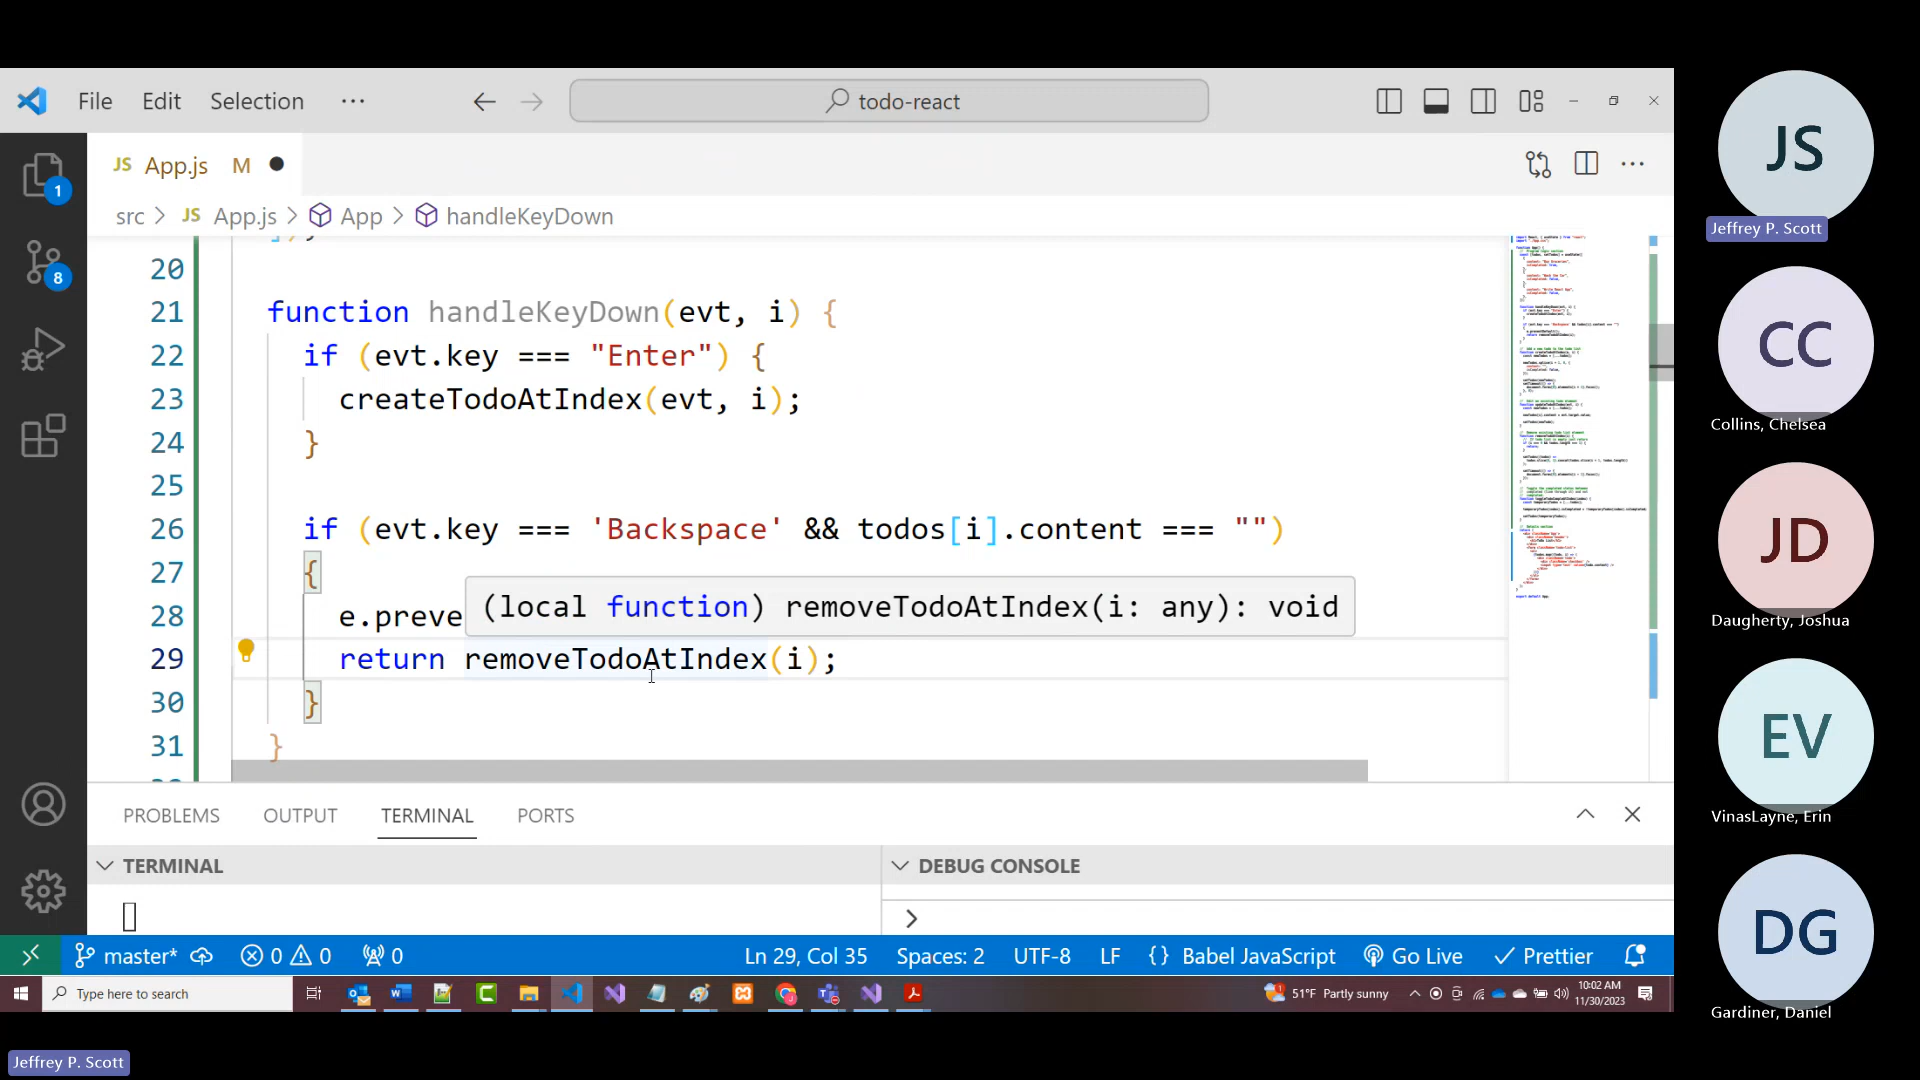 File Edit Selection ··· todo-react
JS App.js M
src > JS App.js > App > handleKeyDown
20
21 function handleKeyDown(evt, i) {
22 if (evt.key === "Enter") {
23 createTodoAtIndex(evt, i);
24 }
25
26 if (evt.key === 'Backspace' && todos[i].content === "")
27 {
(local function) removeTodoAtIndex(i: any): void
28 e.preve
29 return removeTodoAtIndex(i);
30 }
31 }
1
8
PROBLEMS OUTPUT TERMINAL PORTS
TERMINAL
DEBUG CONSOLE
>
master* 0 0 0 Ln 29, Col 35 Spaces: 2 UTF-8 LF {} Babel JavaScript Go Live Prettier
Type here to search
51°F Partly sunny
10:02 AM
11/30/2023
JS
Jeffrey P. Scott
CC
Collins, Chelsea
JD
Daugherty, Joshua
EV
VinasLayne, Erin
DG
Gardiner, Daniel
Jeffrey P. Scott